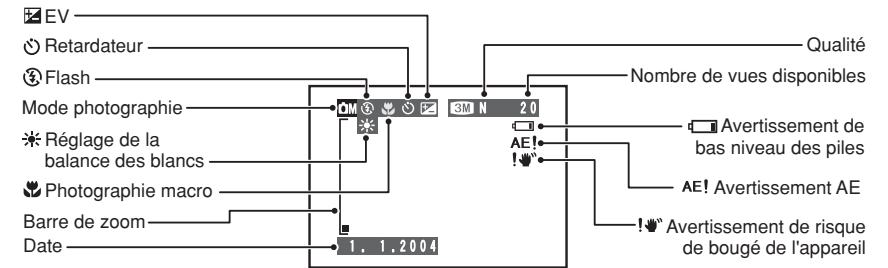 EV
Retardateur
Flash
Mode photographie
Réglage de la
balance des blancs
Photographie macro
Barre de zoom
Date
M
3M N 20
AE!
!
1. 1.2004
Qualité
Nombre de vues disponibles
Avertissement de
bas niveau des piles
AE! Avertissement AE
! Avertissement de risque
de bougé de l'appareil